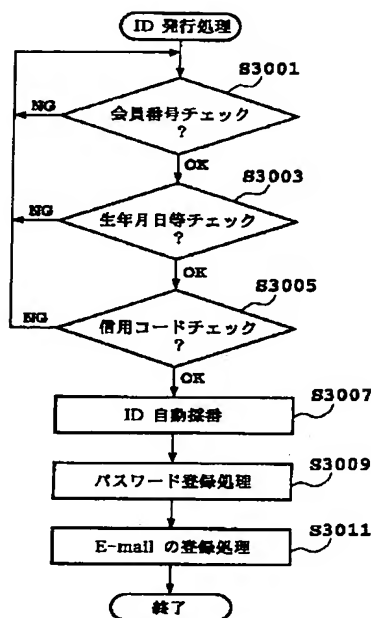 ID 発行処理
S3001
NG
会員番号チェック
?
OK
S3003
NG
生年月日等チェック
?
OK
S3005
NG
信用コードチェック
?
OK
S3007
ID 自動採番
S3009
パスワード登録処理
S3011
E-mail の登録処理
終了